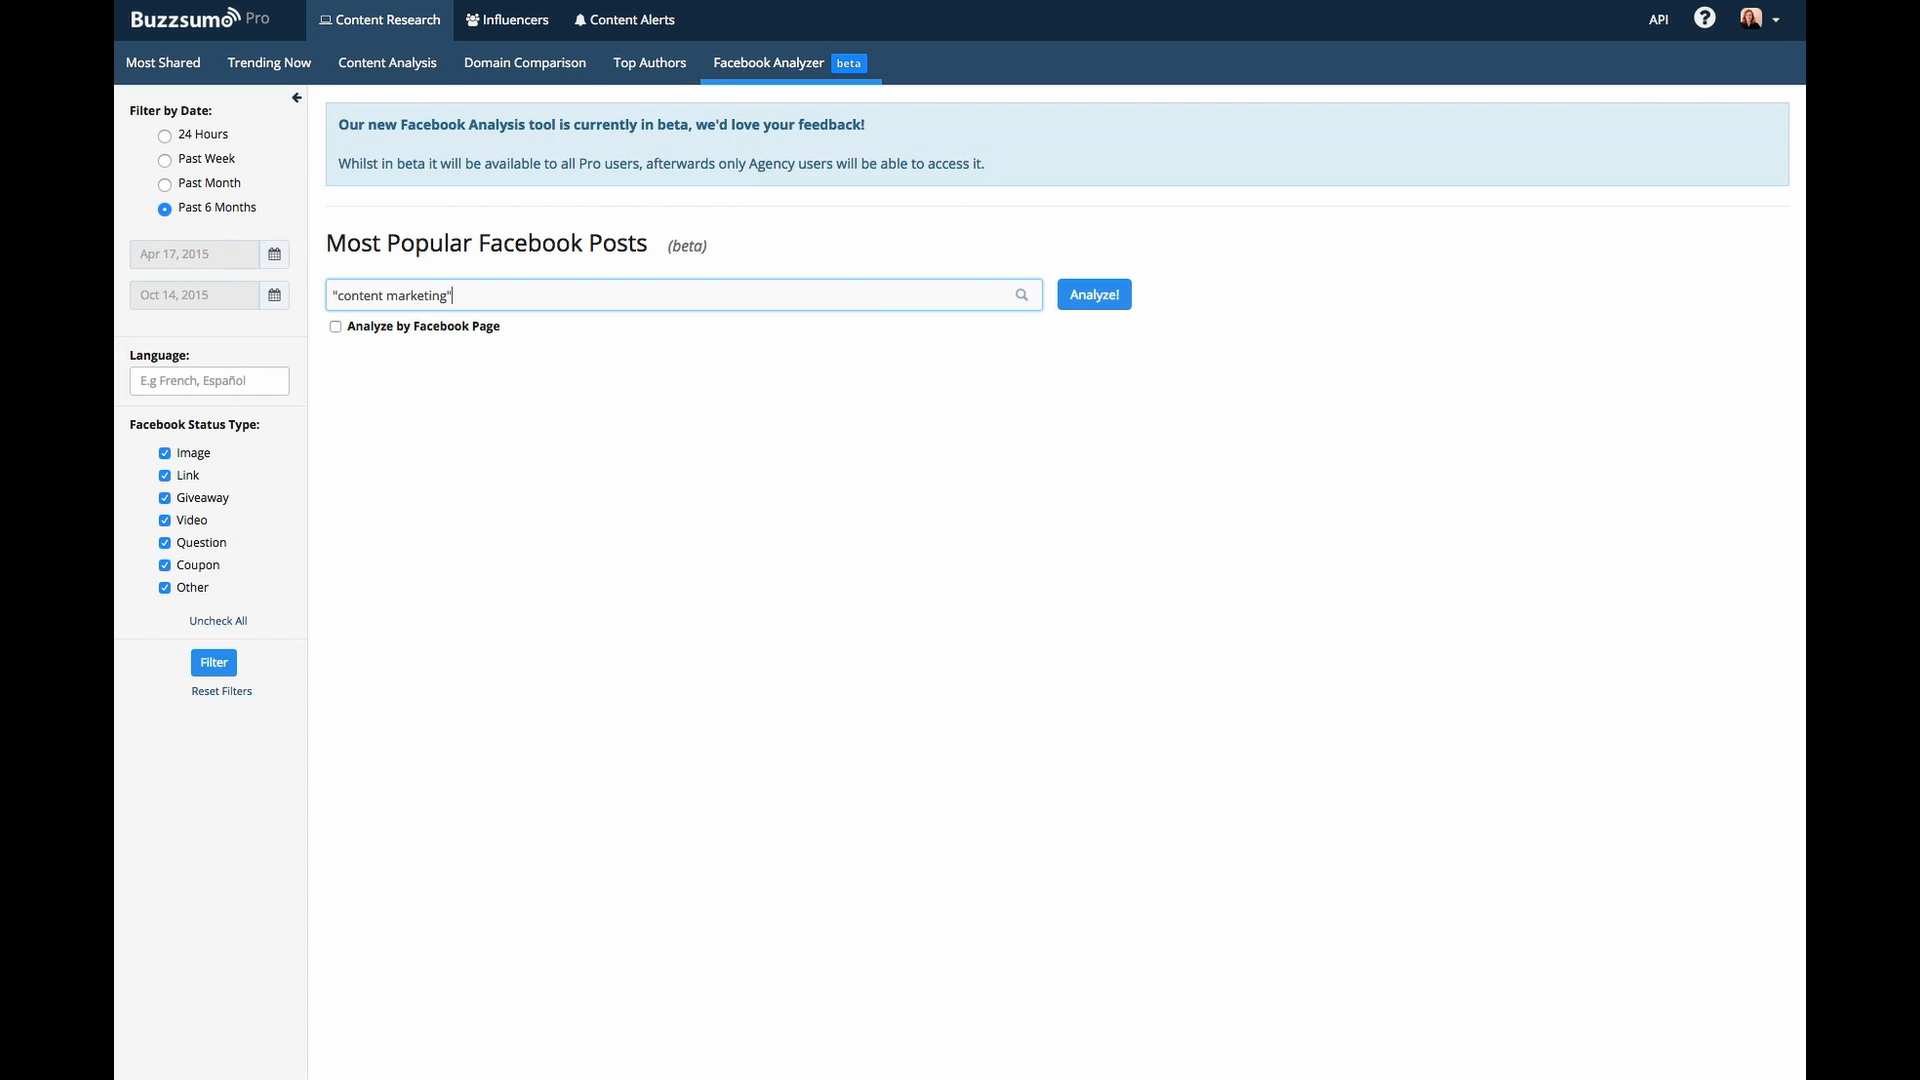 Buzzsumo Pro
Content Research
Influencers
Content Alerts
API
?
Most Shared
Trending Now
Content Analysis
Domain Comparison
Top Authors
Facebook Analyzer beta
Filter by Date:
24 Hours
Past Week
Past Month
Past 6 Months
Apr 17, 2015
Oct 14, 2015
Language:
E.g French, Español
Facebook Status Type:
Image
Link
Giveaway
Video
Question
Coupon
Other
Uncheck All
Filter
Reset Filters
Our new Facebook Analysis tool is currently in beta, we'd love your feedback!
Whilst in beta it will be available to all Pro users, afterwards only Agency users will be able to access it.
Most Popular Facebook Posts (beta)
"content marketing"
Analyze!
Analyze by Facebook Page